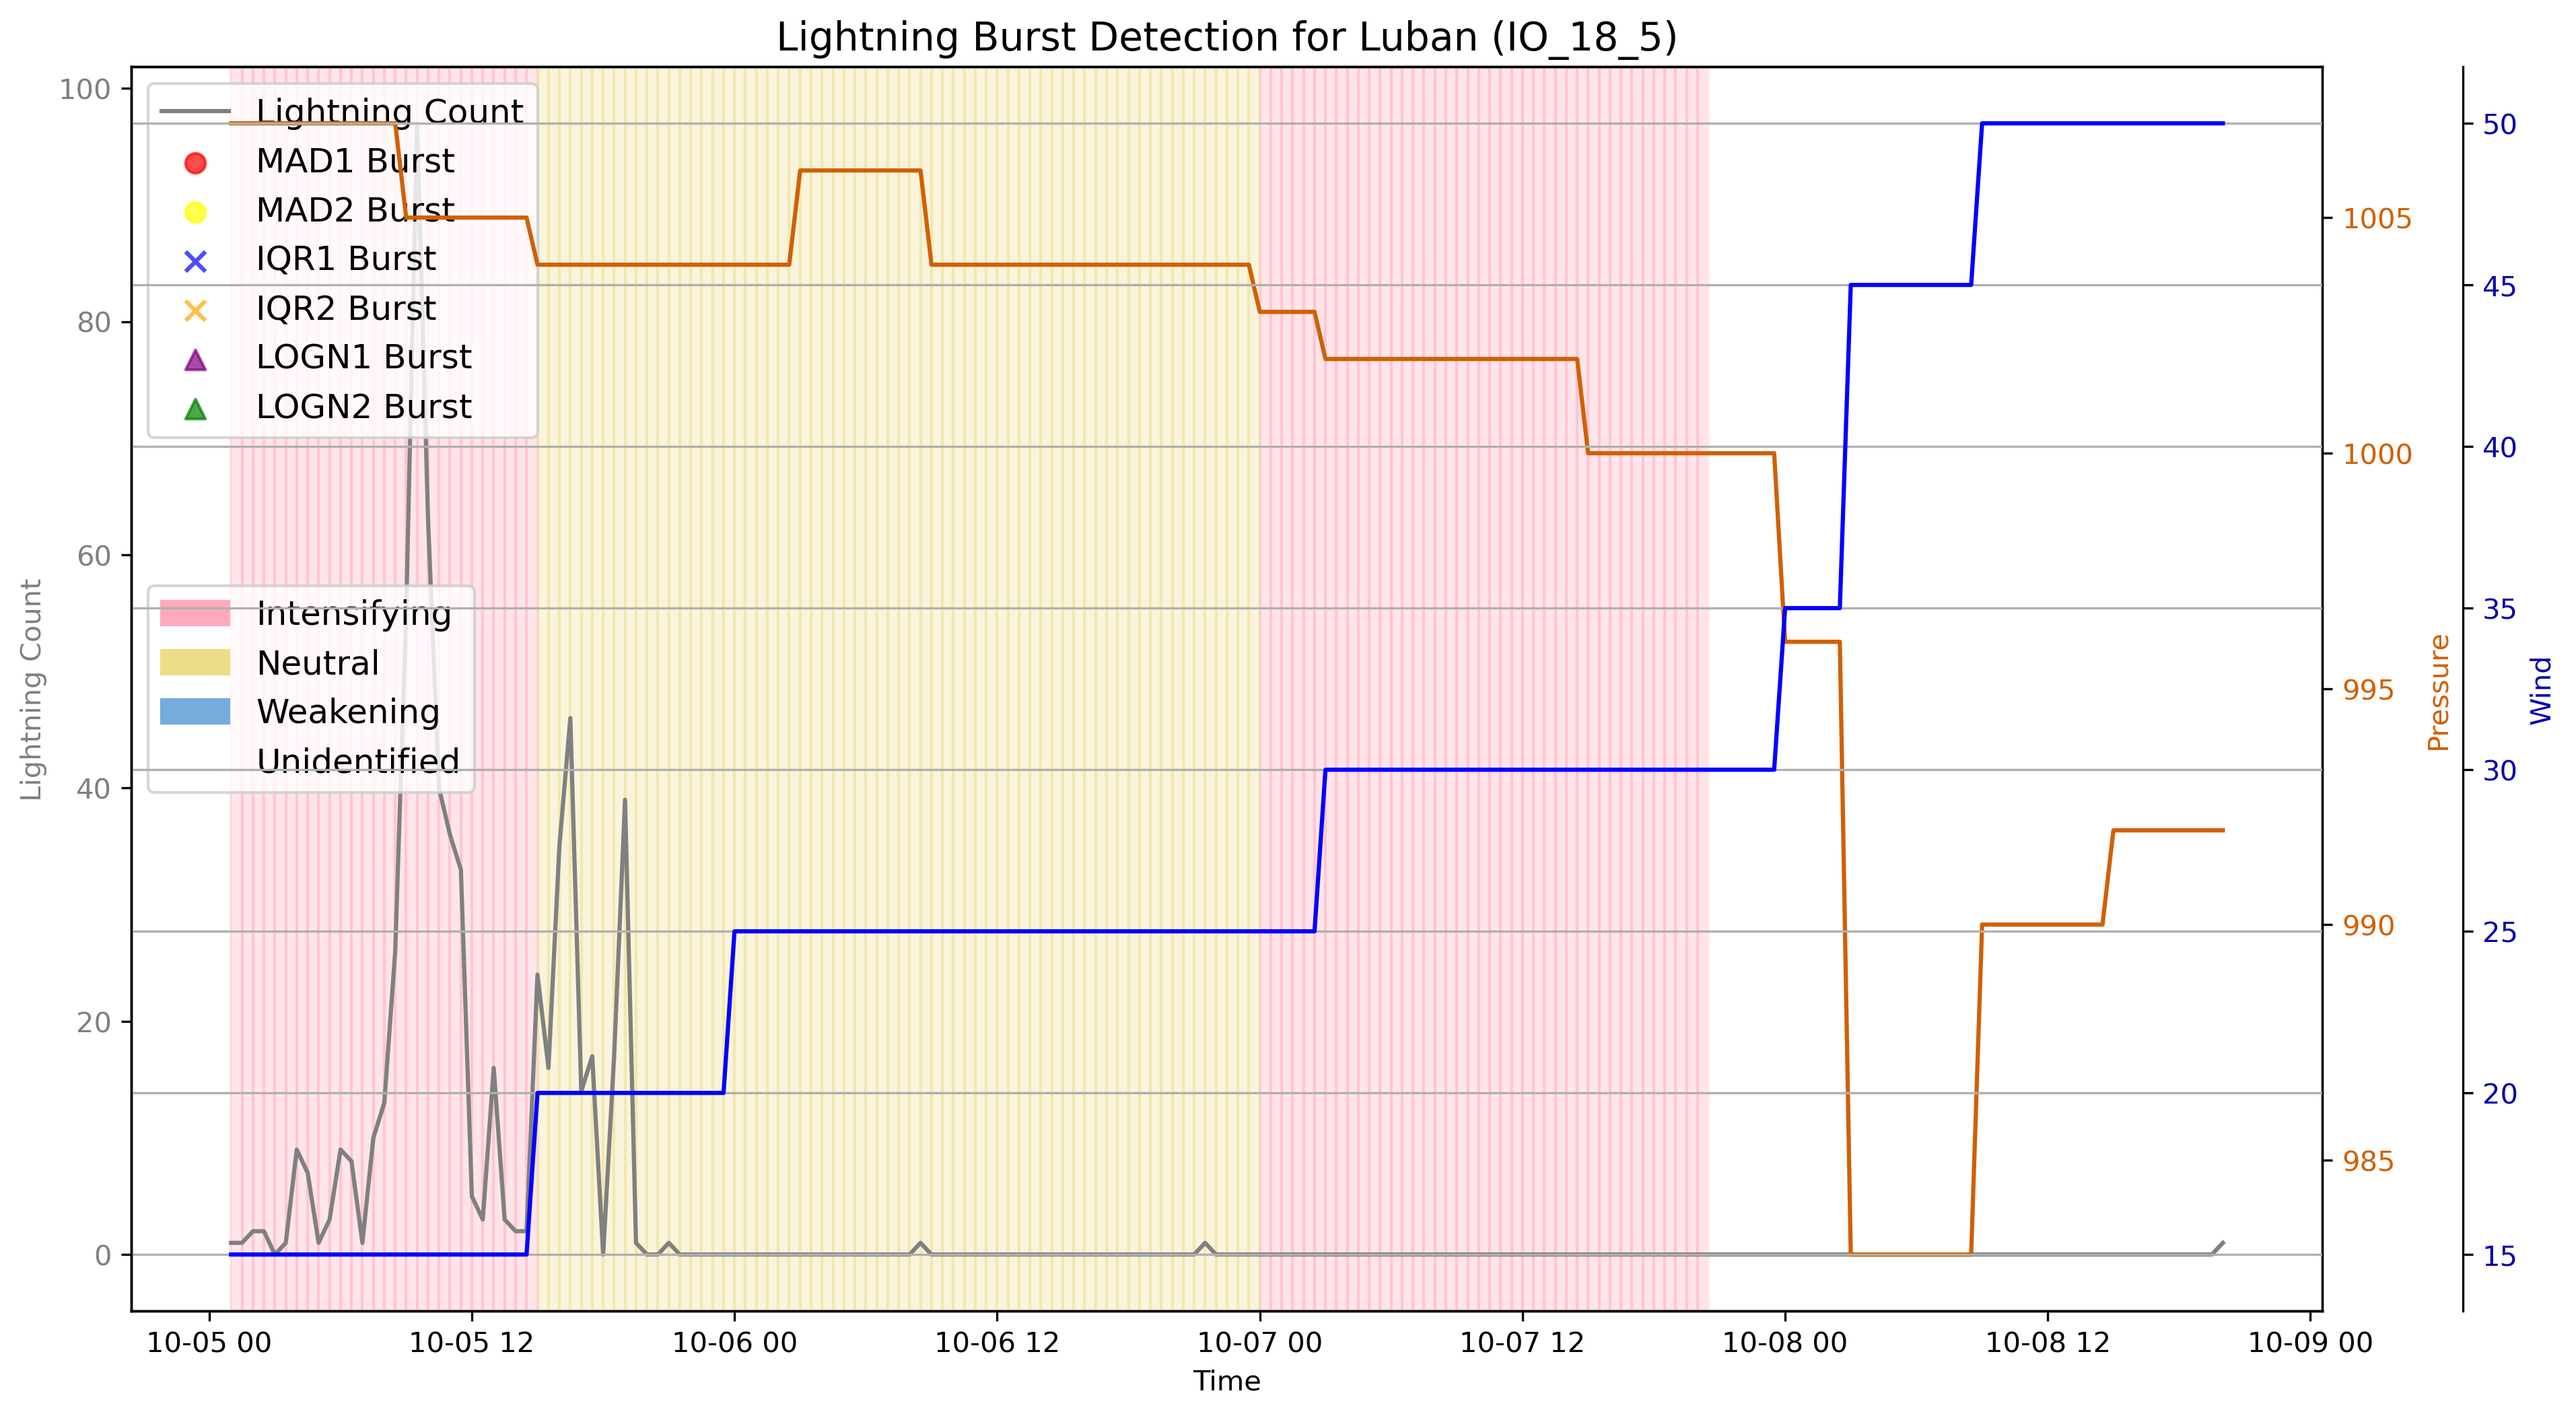 Lightning Burst Detection for Luban (IO_18_5)
Lightning Count
MAD1 Burst
MAD2 Burst
IQR1 Burst
IQR2 Burst
LOGN1 Burst
LOGN2 Burst
Intensifying
Neutral
Weakening
Unidentified
100
80
60
40
20
0
Lightning Count
1005
1000
995
990
985
Pressure
50
45
40
35
30
25
20
15
Wind
10-05 00 10-05 12 10-06 00 10-06 12 10-07 00 10-07 12 10-08 00 10-08 12 10-09 00
Time